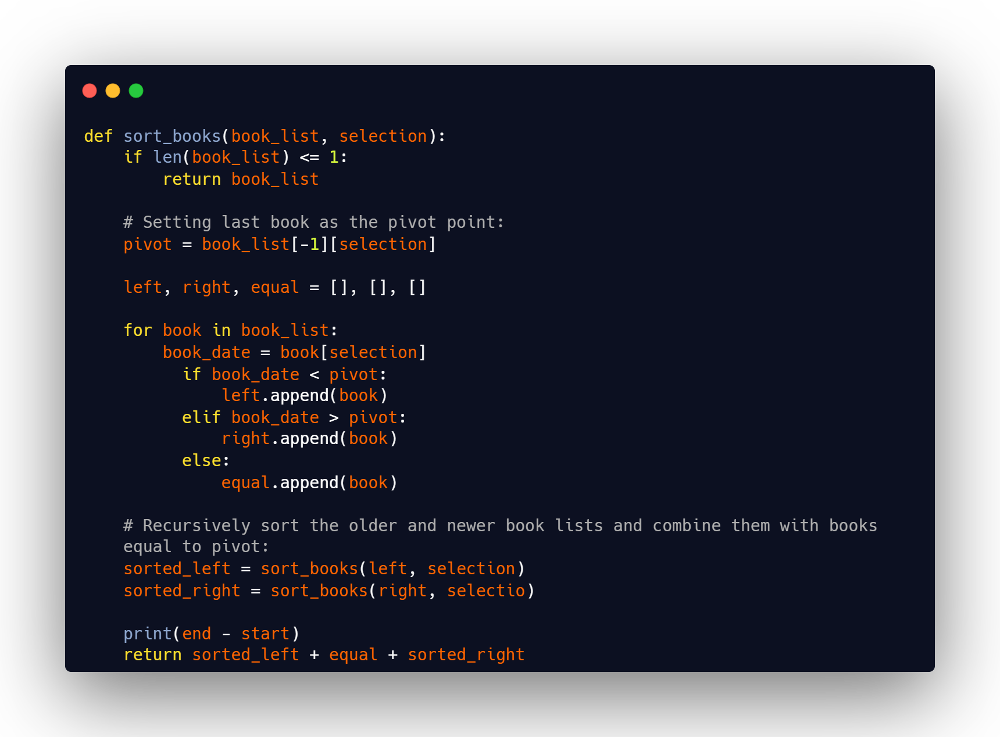 def sort_books(book_list, selection):
    if len(book_list) <= 1:
        return book_list

    # Setting last book as the pivot point:
    pivot = book_list[-1][selection]

    left, right, equal = [], [], []

    for book in book_list:
        book_date = book[selection]
          if book_date < pivot:
              left.append(book)
          elif book_date > pivot:
              right.append(book)
          else:
              equal.append(book)

    # Recursively sort the older and newer book lists and combine them with books
    equal to pivot:
    sorted_left = sort_books(left, selection)
    sorted_right = sort_books(right, selectio)

    print(end - start)
    return sorted_left + equal + sorted_right